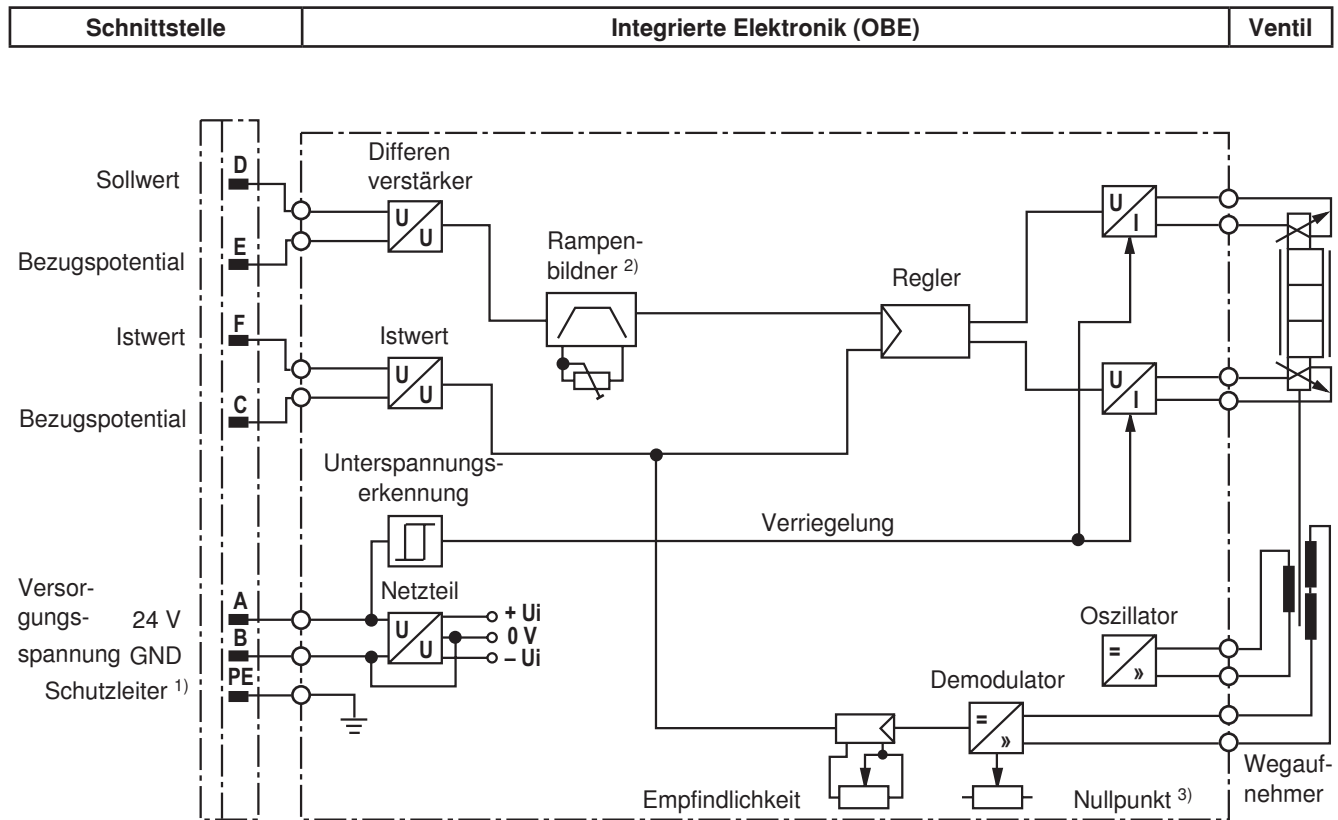 Schnittstelle
Integrierte Elektronik (OBE)
Ventil
Differen
verstärker
D
Sollwert
U
U
U
I
E
Bezugspotential
Rampen-
bildner 2)
Regler
F
Istwert
Istwert
U
U
U
I
C
Bezugspotential
Unterspannungs-
erkennung
Verriegelung
Versor-
gungs-
spannung
24 V
GND
A
B
Netzteil
U
U
+ Ui
0 V
– Ui
PE
Schutzleiter 1)
Oszillator
=
»
Demodulator
=
»
Wegauf-
nehmer
Empfindlichkeit
Nullpunkt 3)